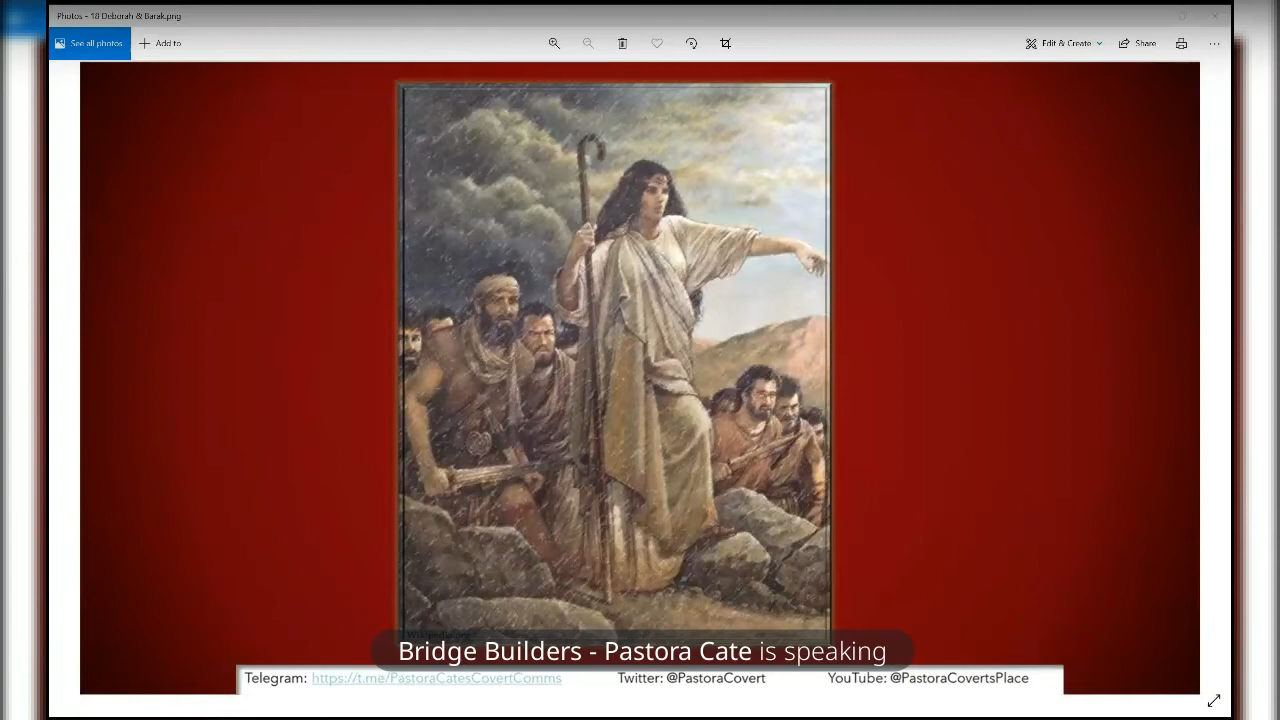 Photos - 18 Deborah & Barak.png
See all photos
Add to
Edit & Create
Share
Bridge Builders - Pastora Cate is speaking
Telegram: https://t.me/PastoraCatesCovertComms Twitter: @PastoraCovert YouTube: @PastoraCovertsPlace